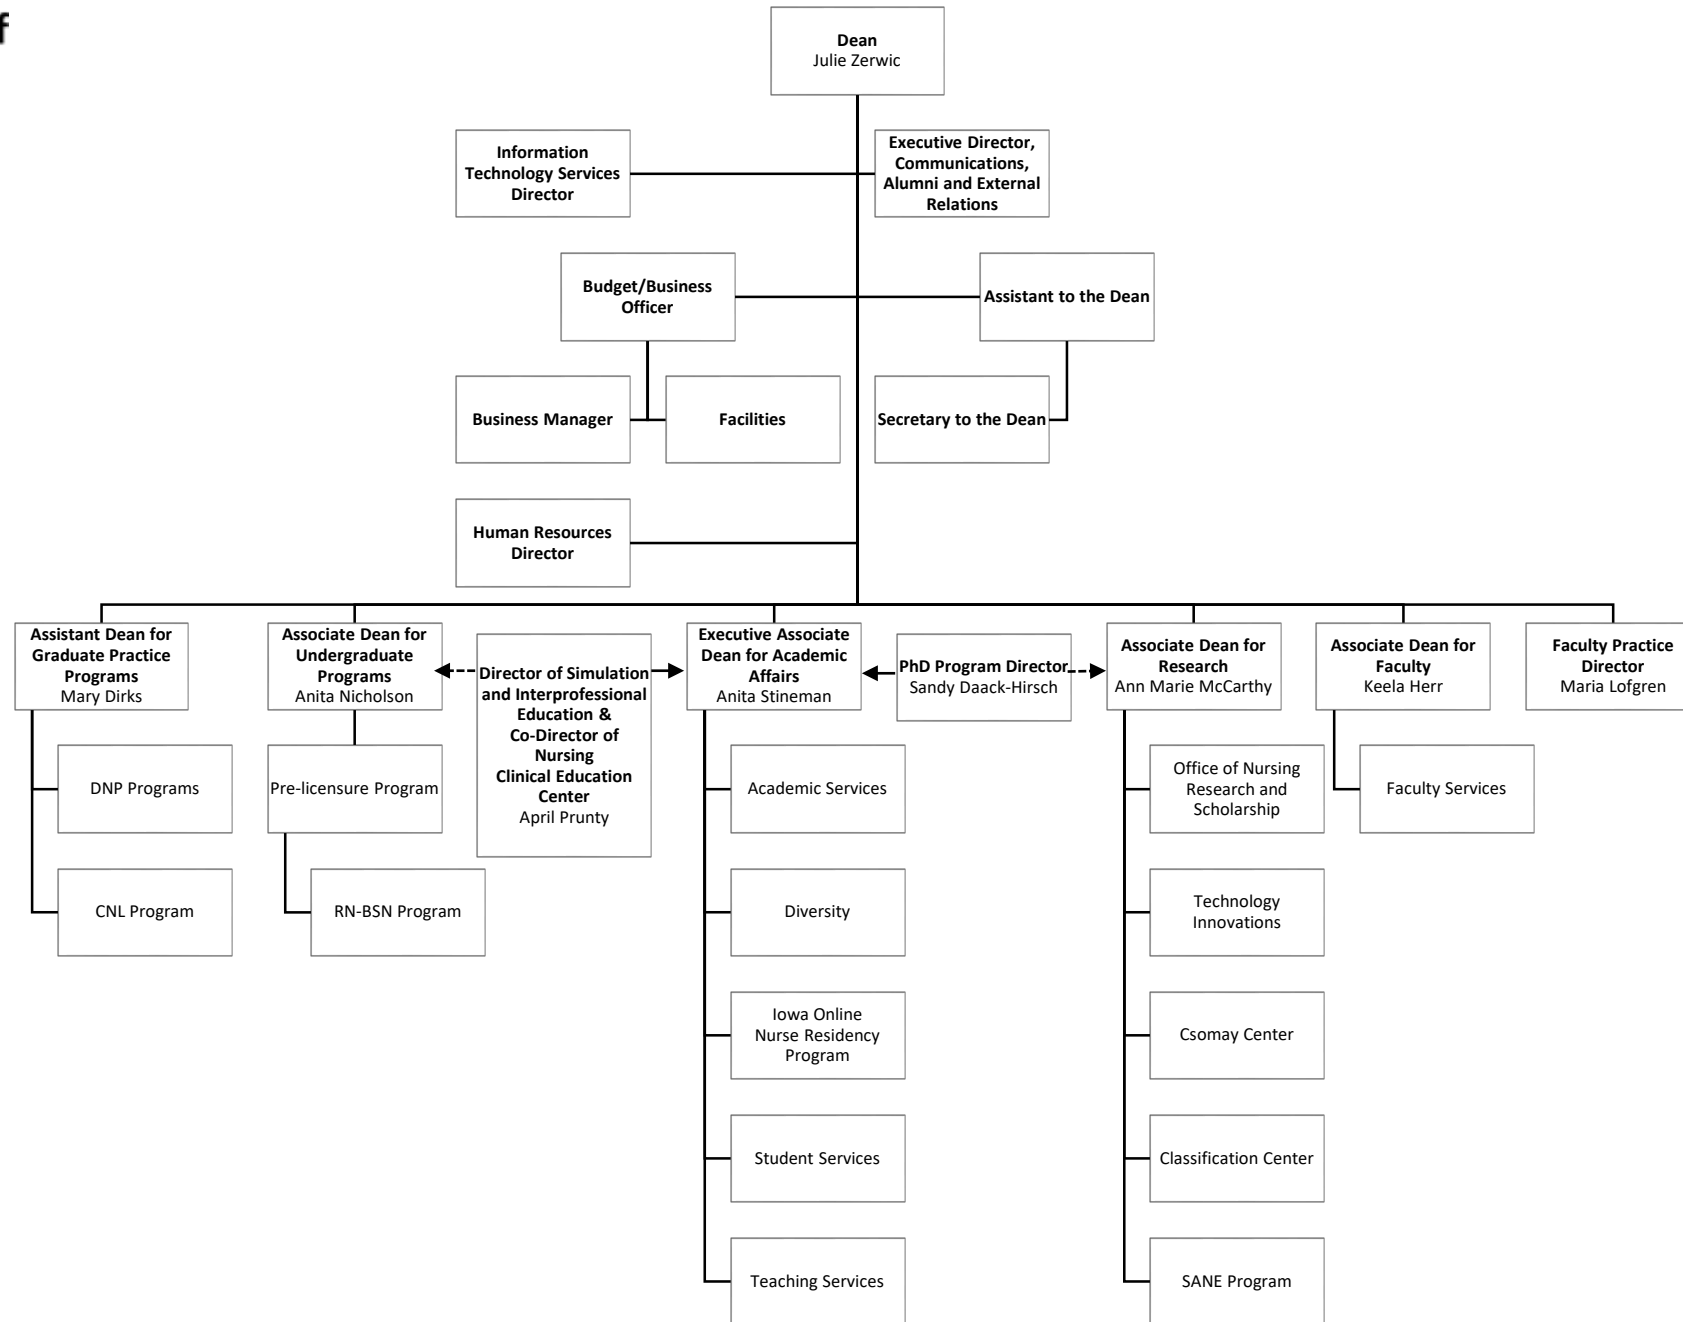 f
Dean
Julie Zerwic
Information
Technology Services
Director
Executive Director,
Communications,
Alumni and External
Relations
Budget/Business
Officer
Assistant to the Dean
Business Manager
Facilities
Secretary to the Dean
Human Resources
Director
Assistant Dean for
Graduate Practice
Programs
Mary Dirks
Associate Dean for
Undergraduate
Programs
Anita Nicholson
Director of Simulation
and Interprofessional
Education &
Co-Director of
Nursing
Clinical Education
Center
April Prunty
Executive Associate
Dean for Academic
Affairs
Anita Stineman
PhD Program Director
Sandy Daack-Hirsch
Associate Dean for
Research
Ann Marie McCarthy
Associate Dean for
Faculty
Keela Herr
Faculty Practice
Director
Maria Lofgren
DNP Programs
Pre-licensure Program
Academic Services
Office of Nursing
Research and
Scholarship
Faculty Services
CNL Program
RN-BSN Program
Diversity
Technology
Innovations
Iowa Online
Nurse Residency
Program
Csomay Center
Student Services
Classification Center
Teaching Services
SANE Program